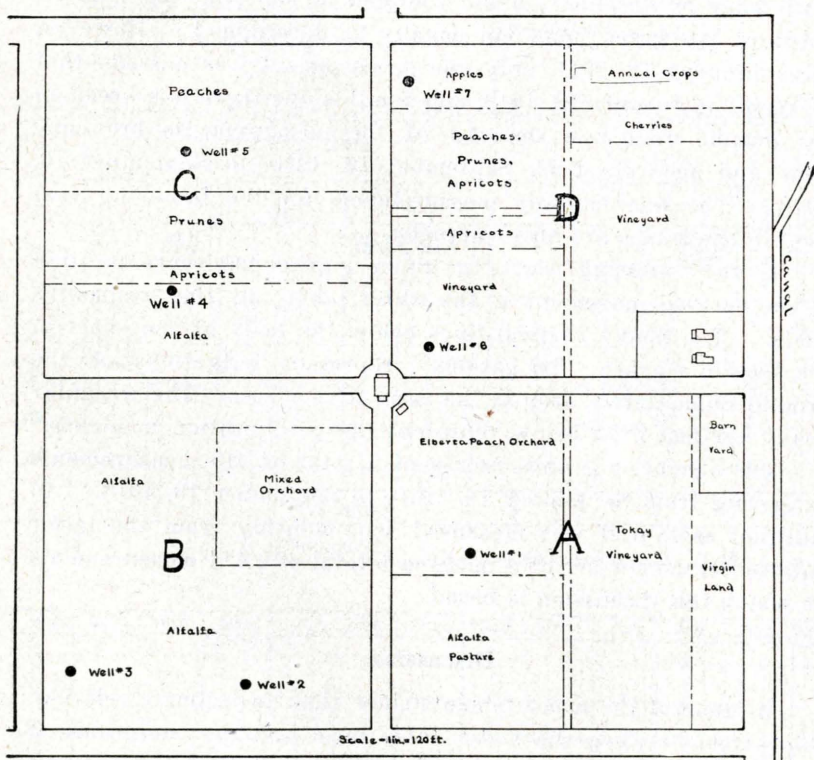 Peaches
Well #5
C
Prunes
Apricots
Well #4
Alfalfa
Apples
Well #7
Peaches.
Prunes.
Apricots
Apricots
Vineyard
Well #6
D
Annual Crops
Cherries
Vineyard
Canal
Alfalfa
Mixed
Orchard
B
Alfalfa
Well #3
Well #2
Elberta Peach Orchard
Well #1
A
Tokay
Vineyard
Barn
Yard
Virgin
Land
Alfalfa
Pasture
Scale-1in.=120ft.